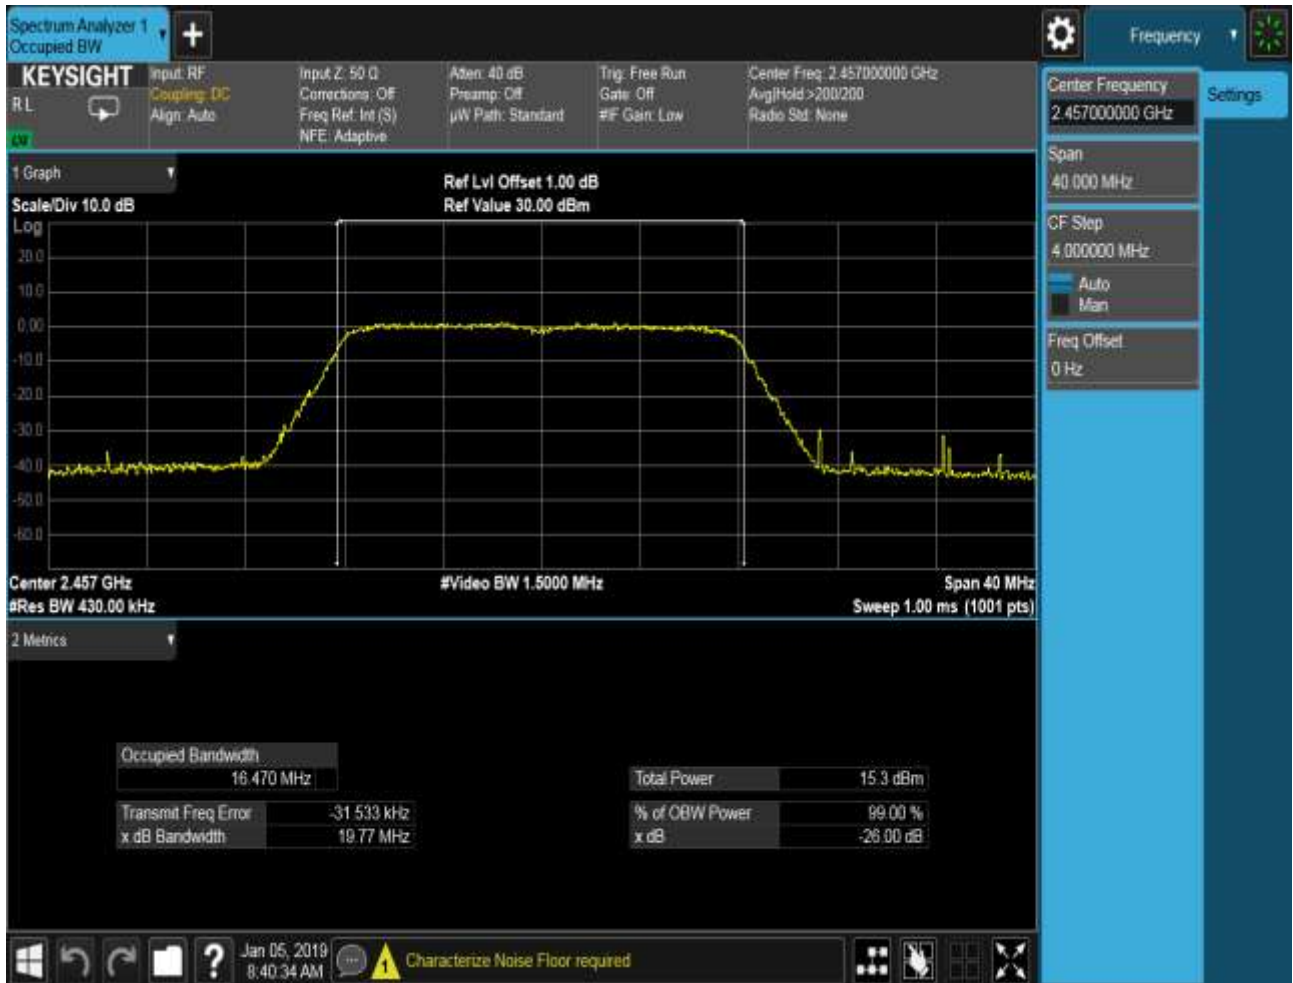 Spectrum Analyzer 1
Occupied BW
Frequency
KEYSIGHT
R L
Input: RF
Coupling: DC
Align: Auto
Input Z: 50 Ω
Corrections: Off
Freq Ref: Int (S)
NFE: Adaptive
Atten: 40 dB
Preamp: Off
µW Path: Standard
Trig: Free Run
Gate: Off
#IF Gain: Low
Center Freq: 2.457000000 GHz
Avg|Hold:>200/200
Radio Std: None
Center Frequency
2.457000000 GHz
Settings
Span
40.000 MHz
CF Step
4.000000 MHz
Auto
Man
Freq Offset
0 Hz
1 Graph
Scale/Div 10.0 dB
Ref Lvl Offset 1.00 dB
Ref Value 30.00 dBm
Log
20.0
10.0
0.00
-10.0
-20.0
-30.0
-40.0
-50.0
-60.0
Center 2.457 GHz
#Res BW 430.00 kHz
#Video BW 1.5000 MHz
Span 40 MHz
Sweep 1.00 ms (1001 pts)
2 Metrics
Occupied Bandwidth
16.470 MHz
Transmit Freq Error -31.533 kHz
x dB Bandwidth 19.77 MHz
Total Power 15.3 dBm
% of OBW Power 99.00 %
x dB -26.00 dB
Jan 05, 2019
8:40:34 AM
1
Characterize Noise Floor required